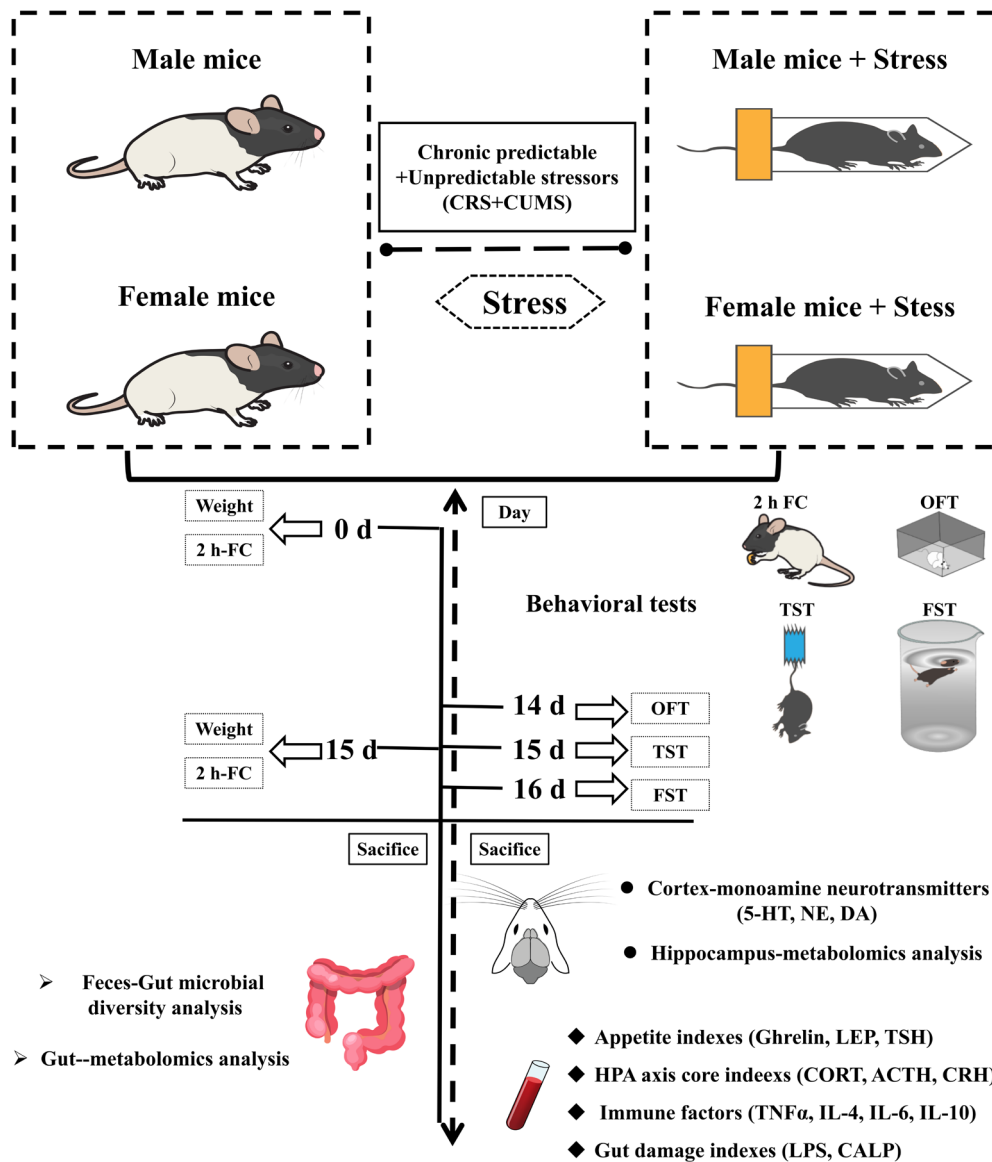 Male mice
Male mice + Stress
Chronic predictable
+Unpredictable stressors
(CRS+CUMS)
Female mice
Stress
Female mice + Stess
Weight
2 h-FC
0 d
Day
2 h FC
OFT
Behavioral tests
TST
FST
Weight
2 h-FC
15 d
14 d
OFT
15 d
TST
16 d
FST
Sacifice
Sacifice
● Cortex-monoamine neurotransmitters
(5-HT, NE, DA)
● Hippocampus-metabolomics analysis
➢ Feces-Gut microbial
diversity analysis
➢ Gut--metabolomics analysis
◆ Appetite indexes (Ghrelin, LEP, TSH)
◆ HPA axis core indeexs (CORT, ACTH, CRH)
◆ Immune factors (TNFα, IL-4, IL-6, IL-10)
◆ Gut damage indexes (LPS, CALP)